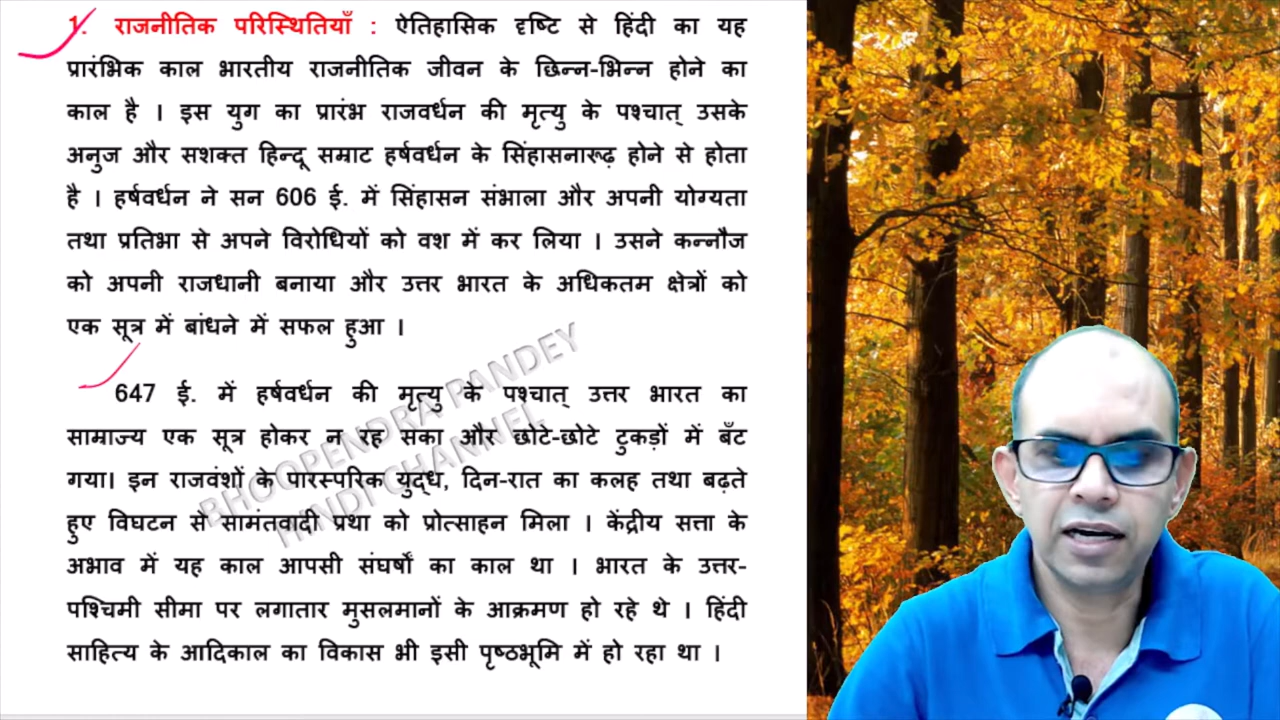 1. राजनीतिक परिस्थितियाँ : ऐतिहासिक दृष्टि से हिंदी का यह
प्रारंभिक काल भारतीय राजनीतिक जीवन के छिन्न-भिन्न होने का
काल है । इस युग का प्रारंभ राजवर्धन की मृत्यु के पश्चात् उसके
अनुज और सशक्त हिन्दू सम्राट हर्षवर्धन के सिंहासनारूढ़ होने से होता
है । हर्षवर्धन ने सन 606 ई. में सिंहासन संभाला और अपनी योग्यता
तथा प्रतिभा से अपने विरोधियों को वश में कर लिया । उसने कन्नौज
को अपनी राजधानी बनाया और उत्तर भारत के अधिकतम क्षेत्रों को
एक सूत्र में बांधने में सफल हुआ ।
647 ई. में हर्षवर्धन की मृत्यु के पश्चात् उत्तर भारत का
साम्राज्य एक सूत्र होकर न रह सका और छोटे-छोटे टुकड़ों में बँट
गया। इन राजवंशों के पारस्परिक युद्ध, दिन-रात का कलह तथा बढ़ते
हुए विघटन से सामंतवादी प्रथा को प्रोत्साहन मिला । केंद्रीय सत्ता के
अभाव में यह काल आपसी संघर्षों का काल था । भारत के उत्तर-
पश्चिमी सीमा पर लगातार मुसलमानों के आक्रमण हो रहे थे । हिंदी
साहित्य के आदिकाल का विकास भी इसी पृष्ठभूमि में हो रहा था ।
BHOOPENDRA PANDEY
HINDI CHANNEL